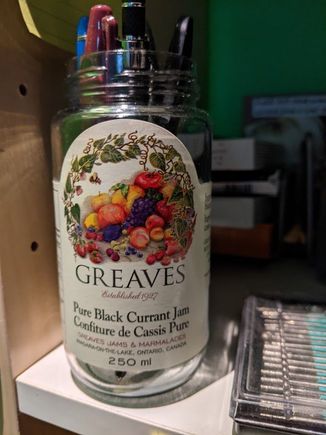 GREAVES
Established 1927
Pure Black Currant Jam
Confiture de Cassis Pure
GREAVES JAMS & MARMALADES
NIAGARA-ON-THE-LAKE, ONTARIO, CANADA
250 ml